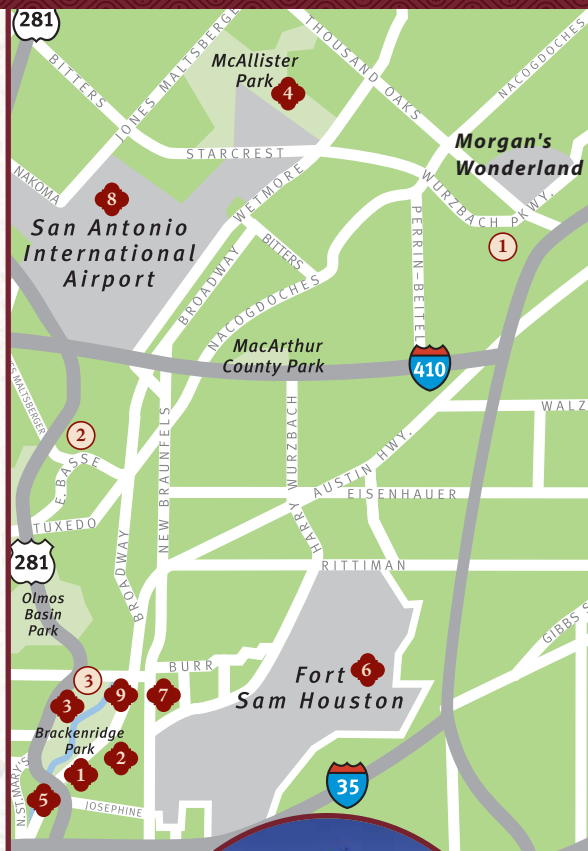 281
BITTERS
JONES MALTSBERGE
McAllister
Park
4
THOUSAND OAKS
NACOGDOCHES
STARCREST
Morgan's
Wonderland
NAKOMA
8
WETMORE
WURZBACH PKWY.
1
San Antonio
International
Airport
BITTERS
BROADWAY
NACOGDOCHES
PERRIN-BEITEL
MacArthur
County Park
410
ES MALTSBERGER
2
E. BASSE
NEW BRAUNFELS
HARRY WURZBACH
AUSTIN HWY.
WALZ
EISENHAUER
TUXEDO
BROADWAY
281
RITTIMAN
Olmos
Basin
Park
GIBBS S
BURR
3
3
9
7
Fort
Sam Houston
6
Brackenridge
Park
2
1
5
N.ST.MARY'S
JOSEPHINE
35